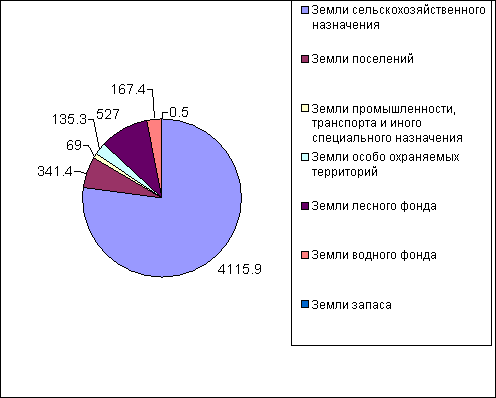 Земли сельскохозяйственного
назначения
Земли поселений
Земли промышленности,
транспорта и иного
специального назначения
Земли особо охраняемых
территорий
Земли лесного фонда
Земли водного фонда
Земли запаса
167.4
0.5
527
135.3
69
341.4
4115.9